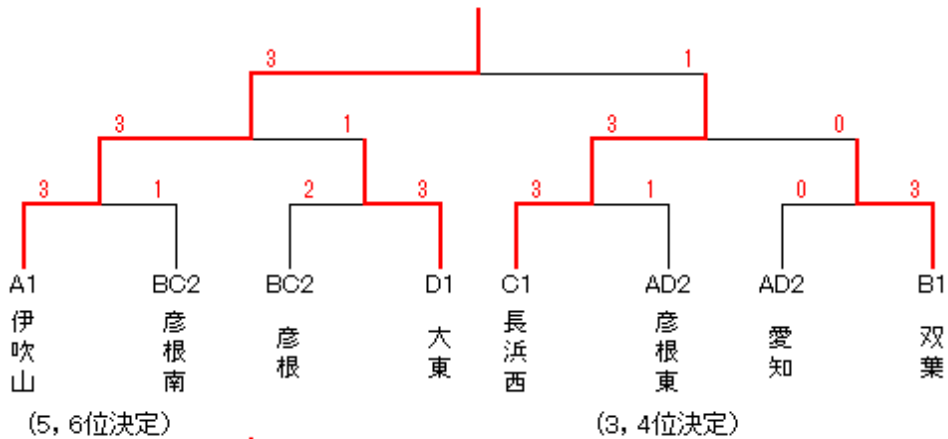 3 1
3 1 3 0
3 1 2 3 3 1 0 3
A1 BC2 BC2 D1 C1 AD2 AD2 B1
伊吹山 彦根南 彦根 大東 長浜西 彦根東 愛知 双葉
(5, 6位決定) (3, 4位決定)